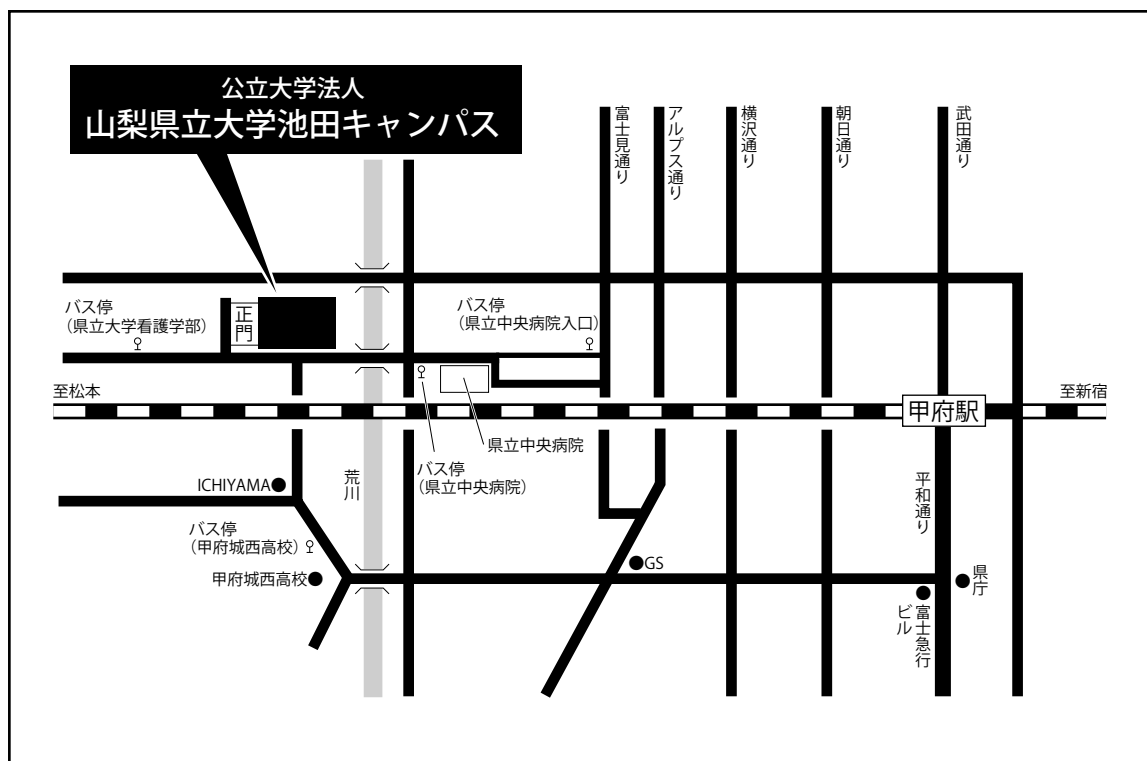 公立大学法人
山梨県立大学池田キャンパス
富士見通り
アルプス通り
横沢通り
朝日通り
武田通り
バス停
(県立大学看護学部)
正門
バス停
(県立中央病院入口)
至松本
至新宿
甲府駅
県立中央病院
バス停
(県立中央病院)
ICHIYAMA
荒川
平和通り
バス停
(甲府城西高校)
甲府城西高校
GS
県庁
富士急行
ビル